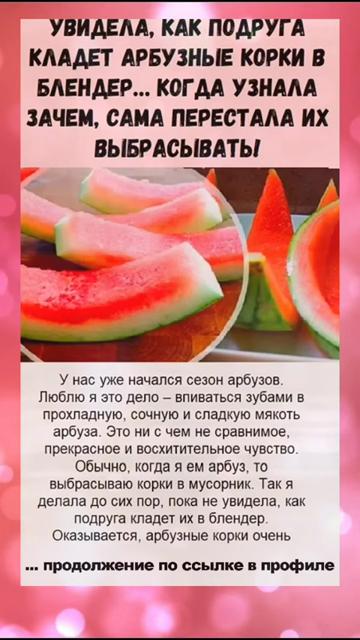 УВИДЕЛА, КАК ПОДРУГА
КЛАДЕТ АРБУЗНЫЕ КОРКИ В
БЛЕНДЕР... КОГДА УЗНАЛА
ЗАЧЕМ, САМА ПЕРЕСТАЛА ИХ
ВЫБРАСЫВАТЬ!
У нас уже начался сезон арбузов.
Люблю я это дело – впиваться зубами в
прохладную, сочную и сладкую мякоть
арбуза. Это ни с чем не сравнимое,
прекрасное и восхитительное чувство.
Обычно, когда я ем арбуз, то
выбрасываю корки в мусорник. Так я
делала до сих пор, пока не увидела, как
подруга кладет их в блендер.
Оказывается, арбузные корки очень
... продолжение по ссылке в профиле